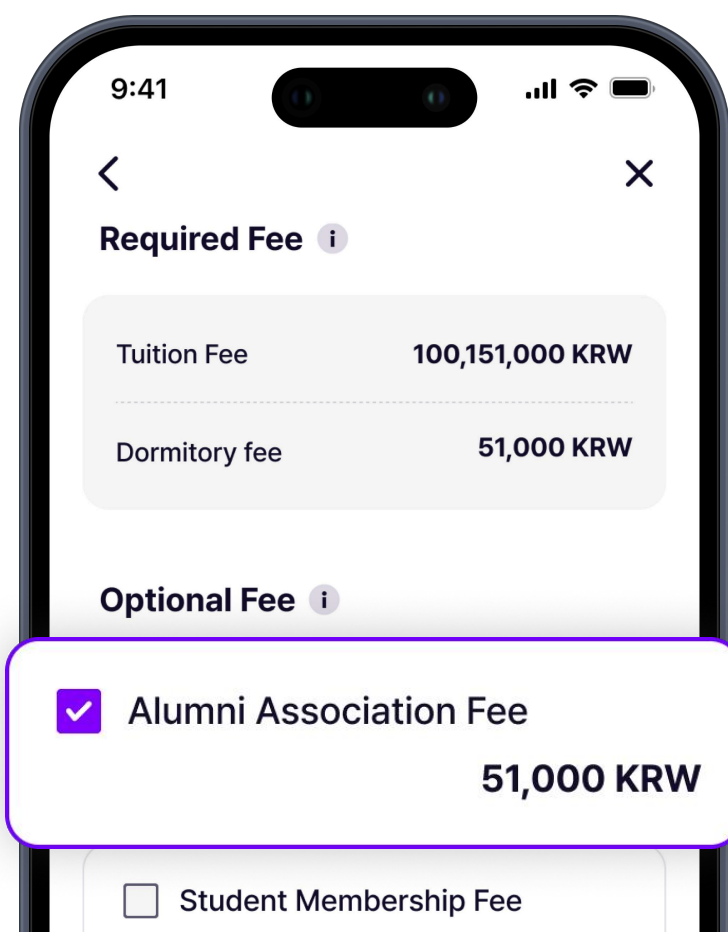 9:41
Required Fee i
Tuition Fee 100,151,000 KRW
Dormitory fee 51,000 KRW
Optional Fee i
Alumni Association Fee
51,000 KRW
Student Membership Fee